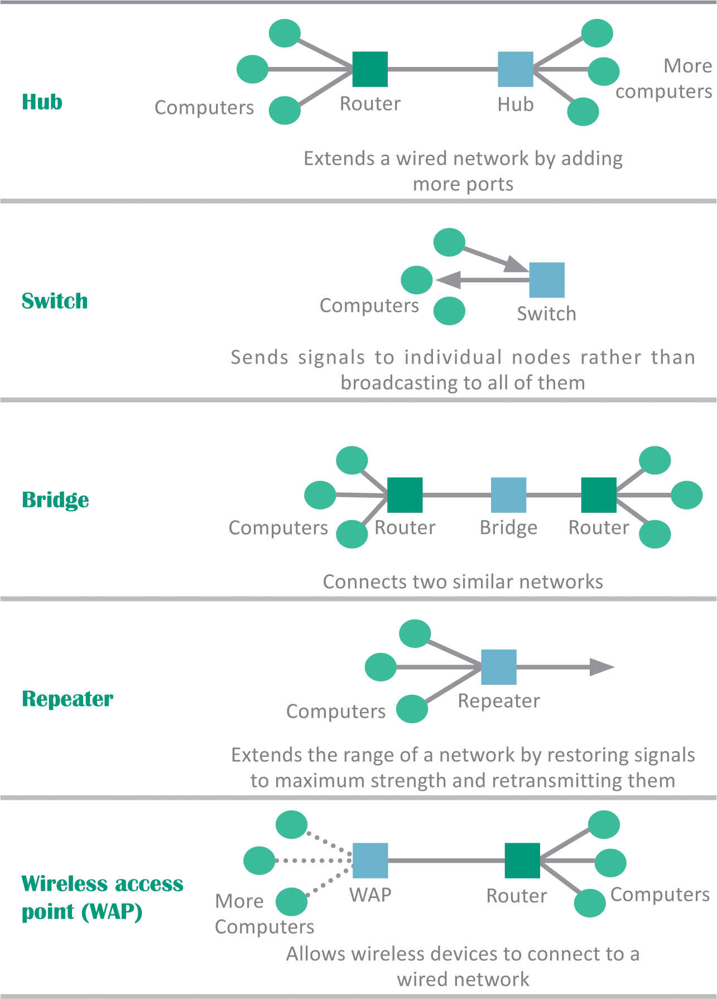 Hub
Computers
Router
Hub
More
computers
Extends a wired network by adding
more ports
Switch
Computers
Switch
Sends signals to individual nodes rather than
broadcasting to all of them
Bridge
Computers
Router
Bridge
Router
Connects two similar networks
Repeater
Computers
Repeater
Extends the range of a network by restoring signals
to maximum strength and retransmitting them
Wireless access
point (WAP)
More
Computers
WAP
Router
Computers
Allows wireless devices to connect to a
wired network